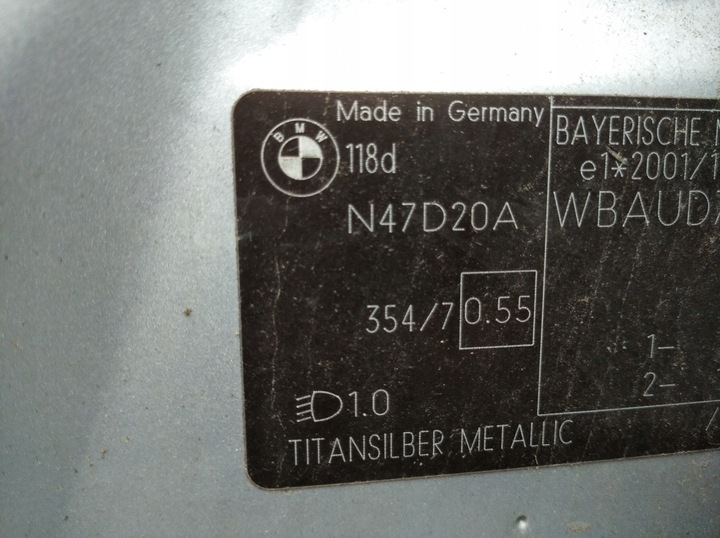 Made in Germany
BMW
118d
N47D20A
354/7 0.55
1.0
TITANSILBER METALLIC
BAYERISCHE
e1*2001/1
WBAUD
1-
2-